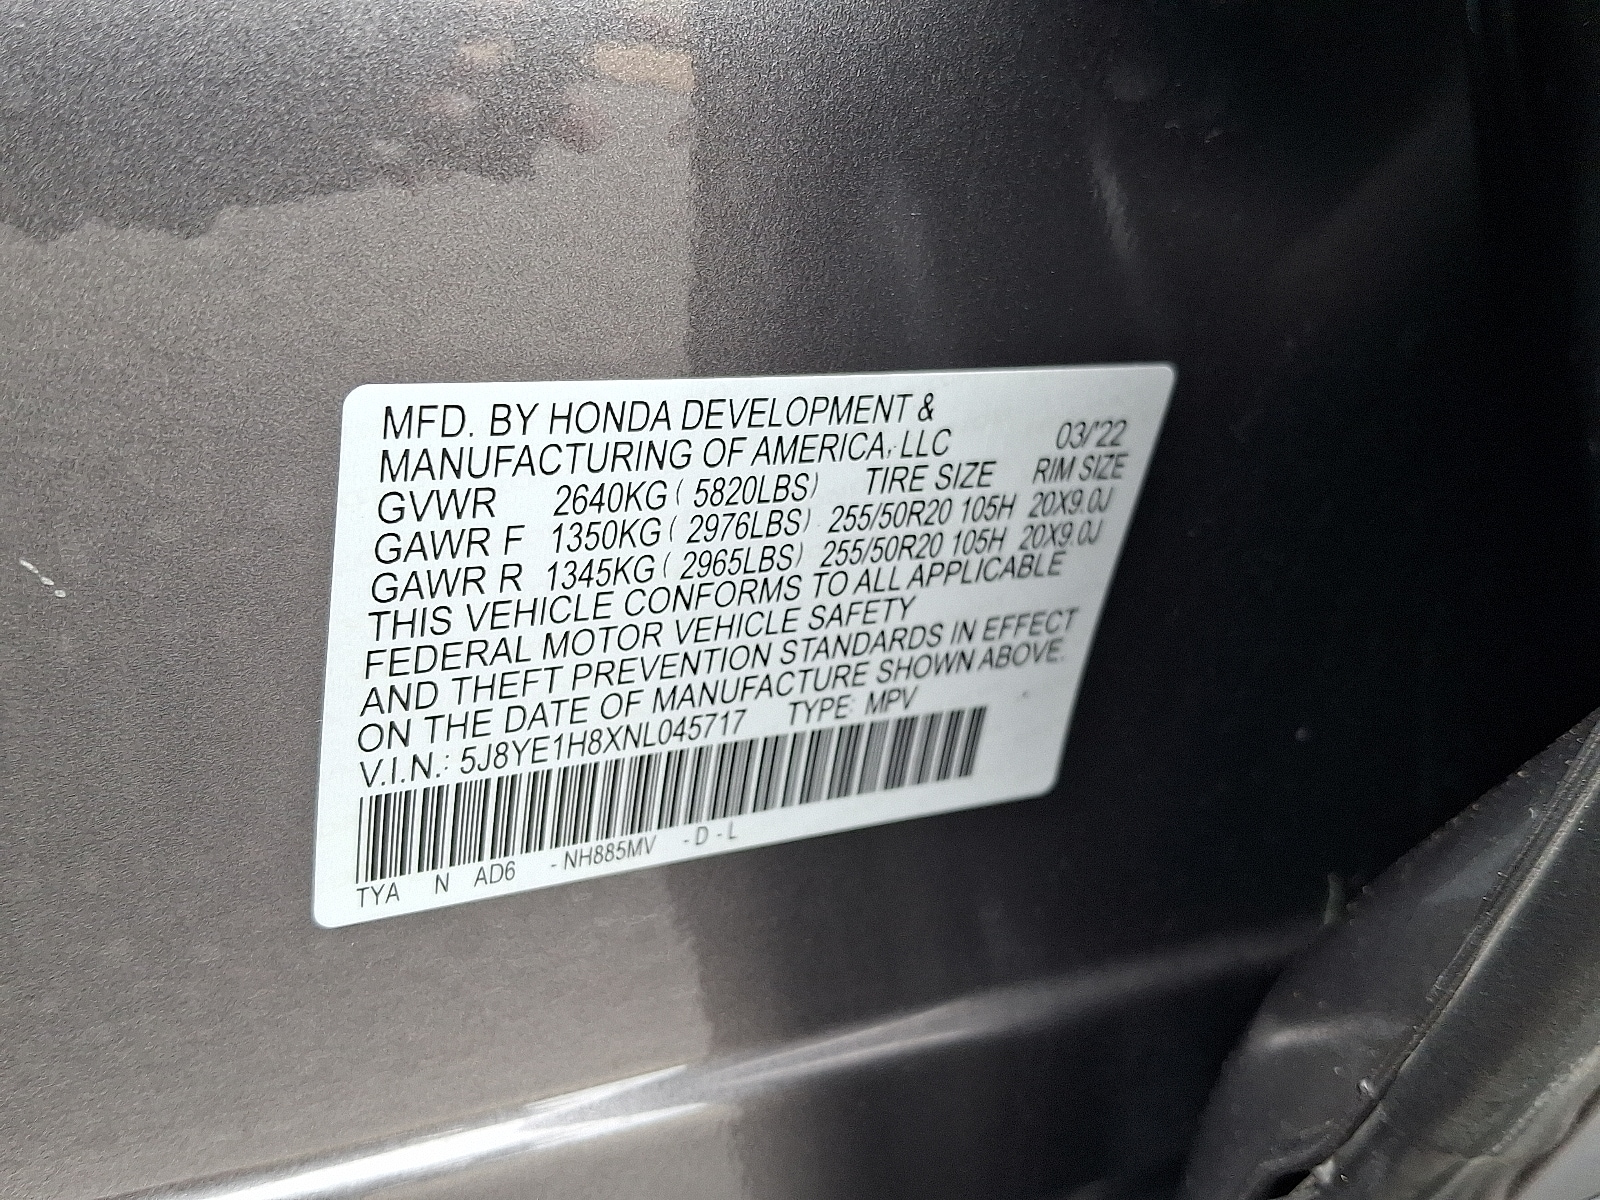 MFD. BY HONDA DEVELOPMENT &
MANUFACTURING OF AMERICA, LLC 03/'22
GVWR 2640KG ( 5820LBS) TIRE SIZE RIM SIZE
GAWR F 1350KG ( 2976LBS) 255/50R20 105H 20X9.0J
GAWR R 1345KG ( 2965LBS) 255/50R20 105H 20X9.0J
THIS VEHICLE CONFORMS TO ALL APPLICABLE
FEDERAL MOTOR VEHICLE SAFETY
AND THEFT PREVENTION STANDARDS IN EFFECT
ON THE DATE OF MANUFACTURE SHOWN ABOVE.
V.I.N.: 5J8YE1H8XNL045717 TYPE: MPV
TYA N AD6 -NH885MV -D-L